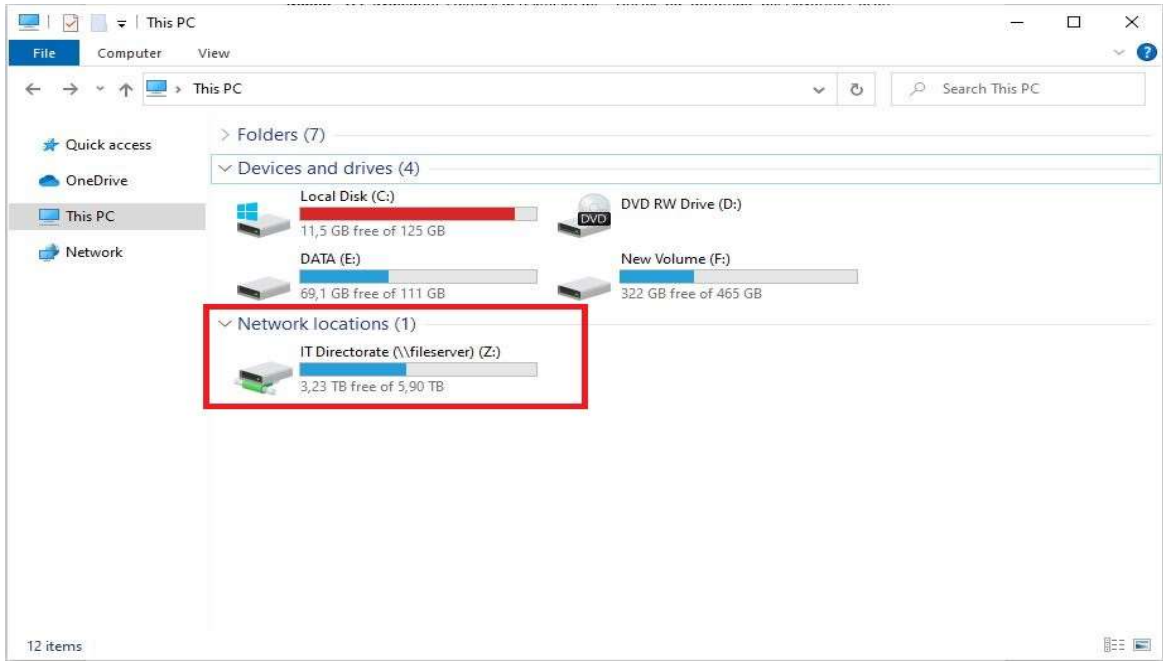 This PC
File Computer View
This PC
Search This PC
Quick access
OneDrive
This PC
Network
Folders (7)
Devices and drives (4)
Local Disk (C:)
11,5 GB free of 125 GB
DVD RW Drive (D:)
DVD
DATA (E:)
69,1 GB free of 111 GB
New Volume (F:)
322 GB free of 465 GB
Network locations (1)
IT Directorate (\\fileserver) (Z:)
3,23 TB free of 5,90 TB
12 items